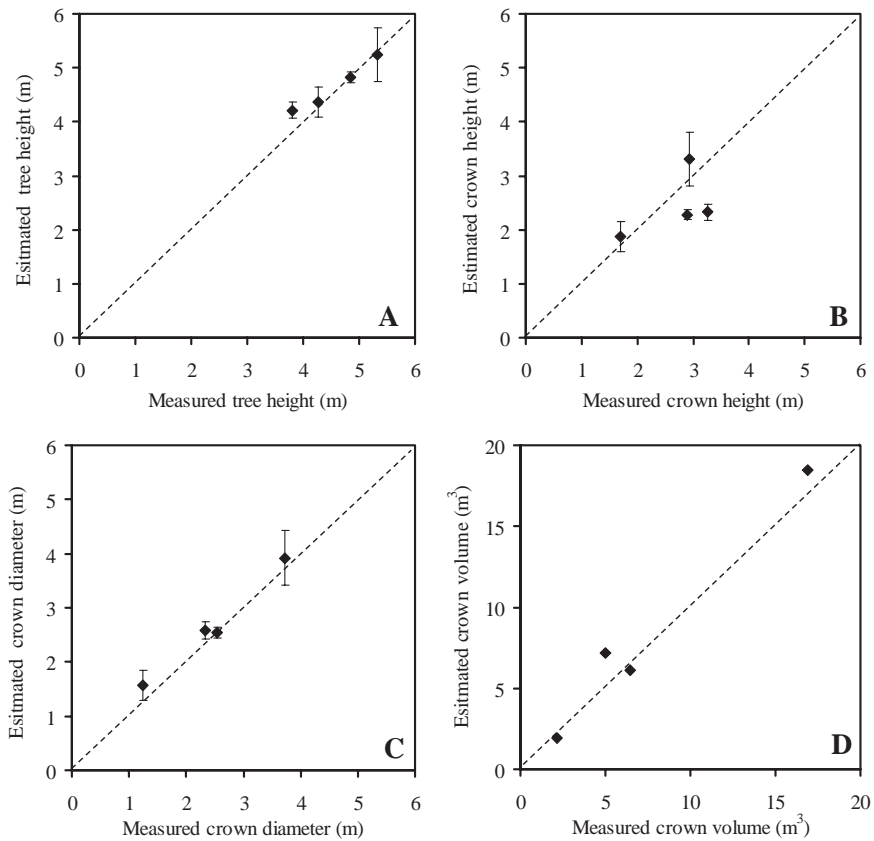 6
5
4
3
2
1
0
Esitmated tree height (m)
A
0 1 2 3 4 5 6
Measured tree height (m)
6
5
4
3
2
1
0
Estimated crown height (m)
B
0 1 2 3 4 5 6
Measured crown height (m)
6
5
4
3
2
1
0
Esitmated crown diameter (m)
C
0 1 2 3 4 5 6
Measured crown diameter (m)
20
15
10
5
0
Esitmated crown volume (m³)
D
0 5 10 15 20
Measured crown volume (m³)